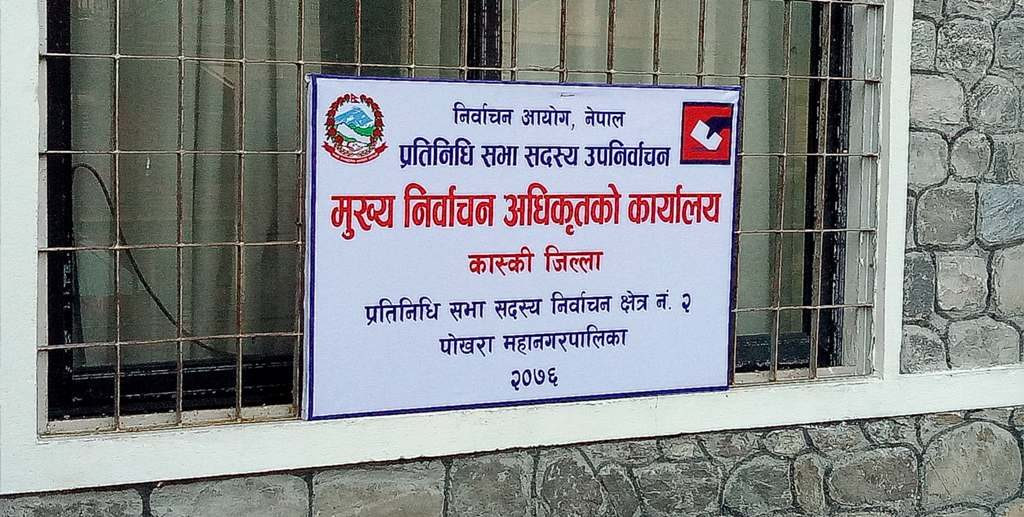 निर्वाचन आयोग, नेपाल
प्रतिनिधि सभा सदस्य उपनिर्वाचन
मुख्य निर्वाचन अधिकृतको कार्यालय
कास्की जिल्ला
प्रतिनिधि सभा सदस्य निर्वाचन क्षेत्र नं. २
पोखरा महानगरपालिका
२०७६